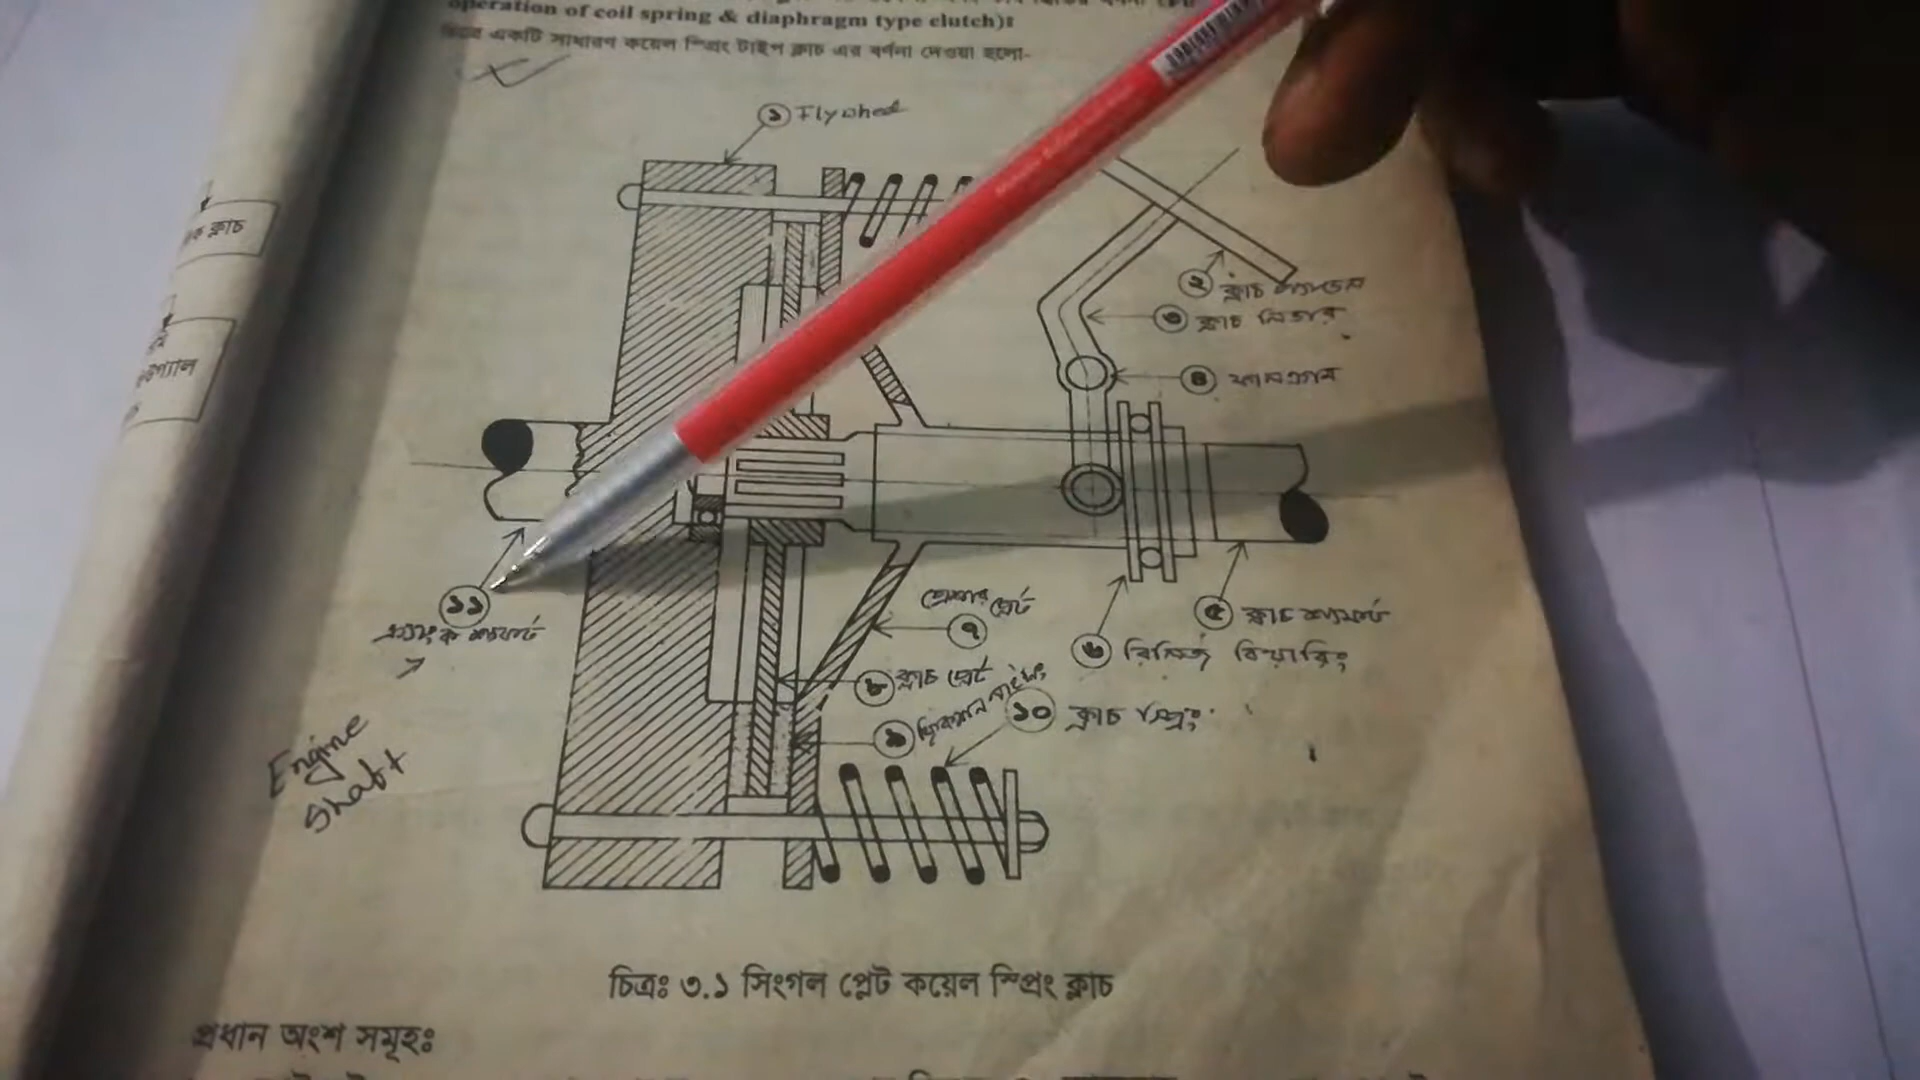 operation of coil spring & diaphragm type clutch)ঃ
একটি সাধারণ কয়েল স্প্রিং টাইপ ক্লাচ এর বর্ণনা দেওয়া হলো-
১ Flywheel
ক্লাচ
২ ক্লাচ প্যাডেল
৩ ক্লাচ লিভার
৪
১১
ক্র্যাংক শ্যাফট
প্রেশার প্লেট
৭
৫ ক্লাচ শ্যাফট
৬ রিলিজ বিয়ারিং
৮ ক্লাচ প্লেট
৯
১০ ক্লাচ স্প্রিং
Engine
shaft
চিত্রঃ ৩.১ সিংগল প্লেট কয়েল স্প্রিং ক্লাচ
প্রধান অংশ সমূহঃ